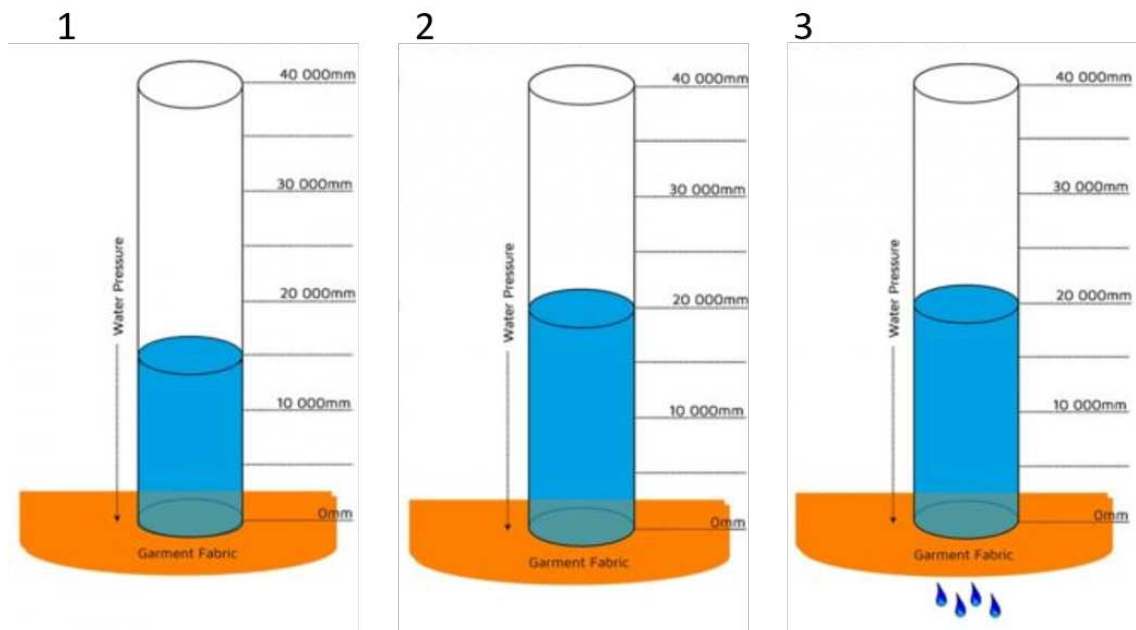 1
40 000mm
30 000mm
20 000mm
10 000mm
0mm
Water Pressure
Garment Fabric
2
40 000mm
30 000mm
20 000mm
10 000mm
0mm
Water Pressure
Garment Fabric
3
40 000mm
30 000mm
20 000mm
10 000mm
0mm
Water Pressure
Garment Fabric